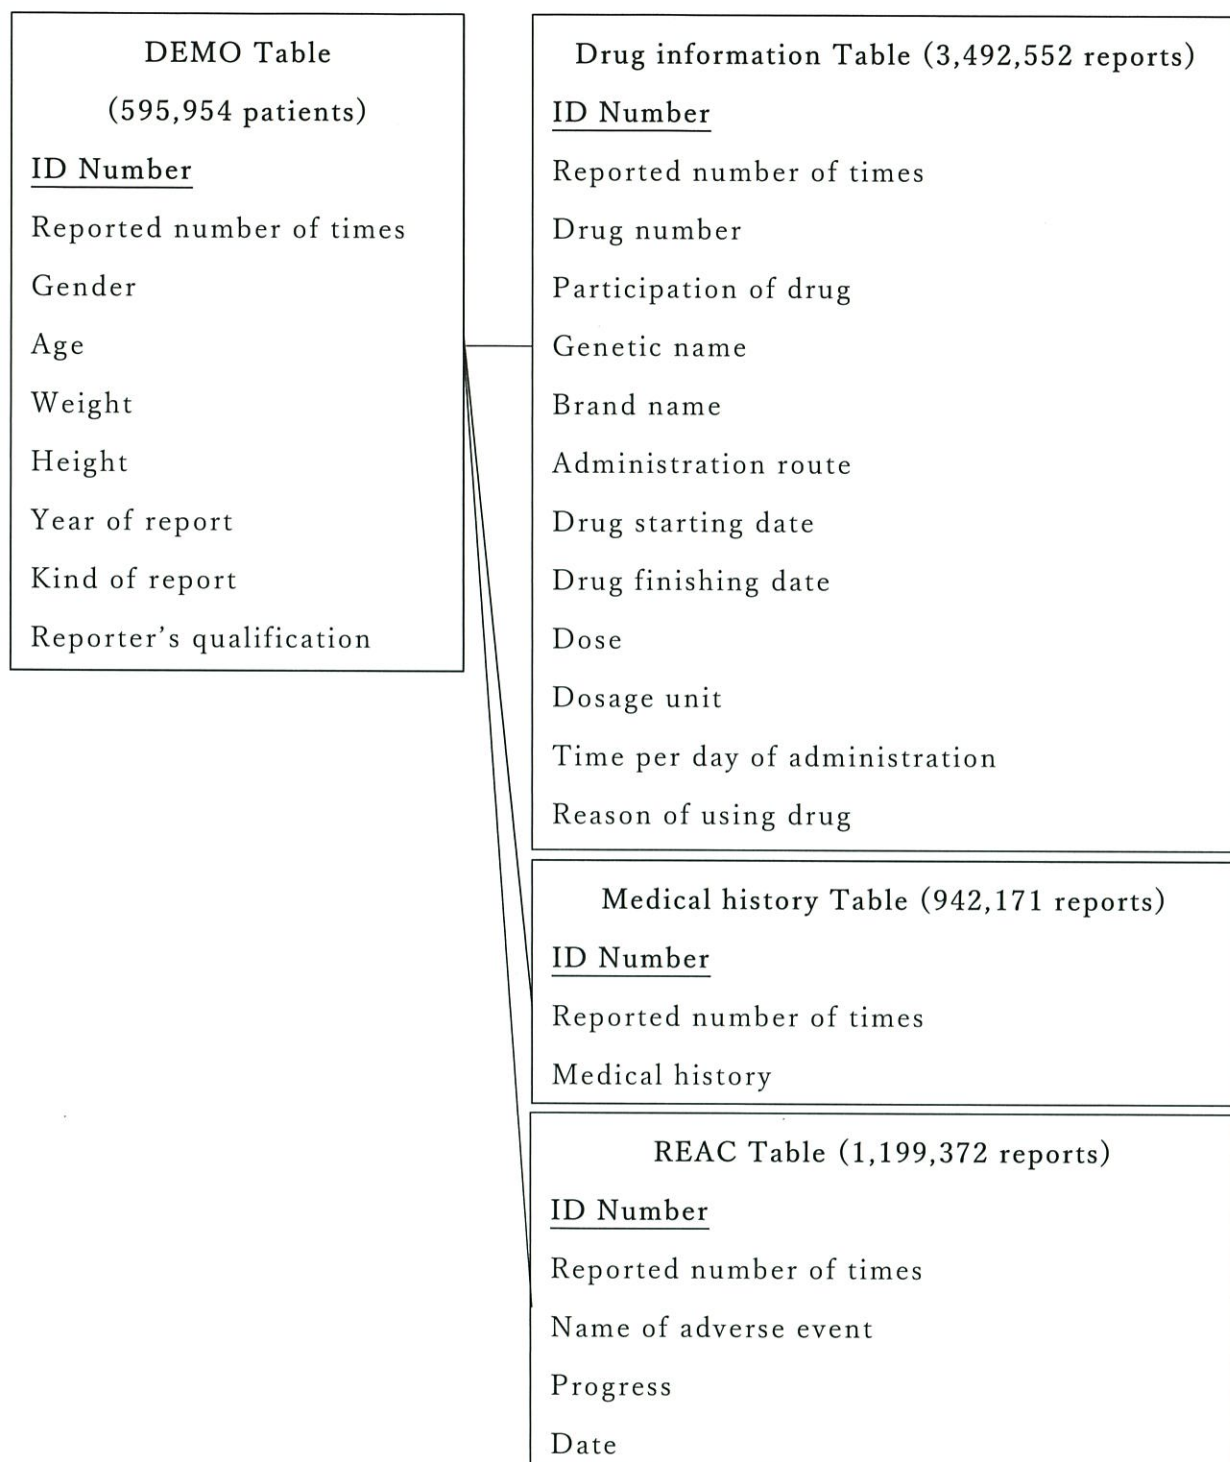 DEMO Table
(595,954 patients)
ID Number
Reported number of times
Gender
Age
Weight
Height
Year of report
Kind of report
Reporter's qualification
Drug information Table (3,492,552 reports)
ID Number
Reported number of times
Drug number
Participation of drug
Genetic name
Brand name
Administration route
Drug starting date
Drug finishing date
Dose
Dosage unit
Time per day of administration
Reason of using drug
Medical history Table (942,171 reports)
ID Number
Reported number of times
Medical history
REAC Table (1,199,372 reports)
ID Number
Reported number of times
Name of adverse event
Progress
Date